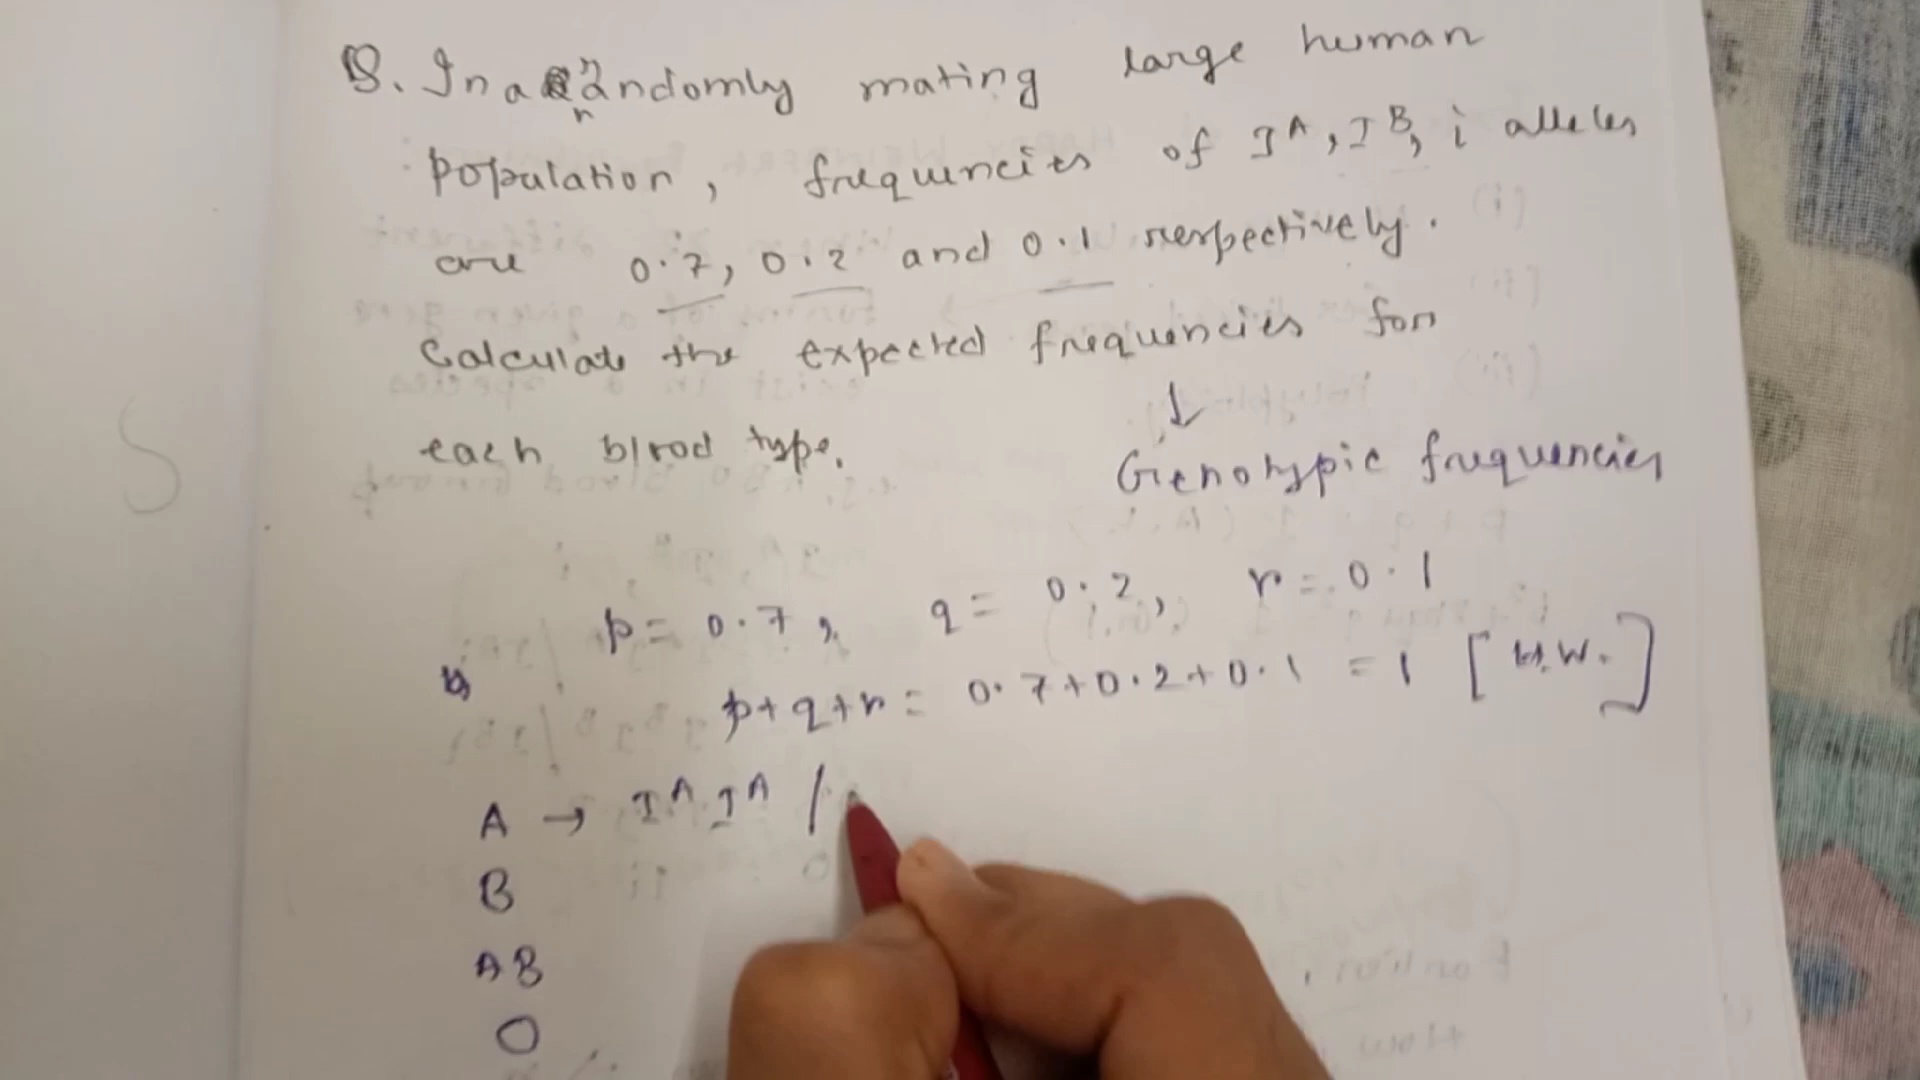 Q. In a randomly mating large human
population, frequencies of I^A, I^B, i alleles
are 0.7, 0.2 and 0.1 respectively.
Calculate the expected frequencies for
each blood type.
↓
Genotypic frequencies
p = 0.7, q = 0.2, r = 0.1
p+q+r = 0.7+0.2+0.1 = 1 [H.W.]
A → I^A I^A /
B
AB
O